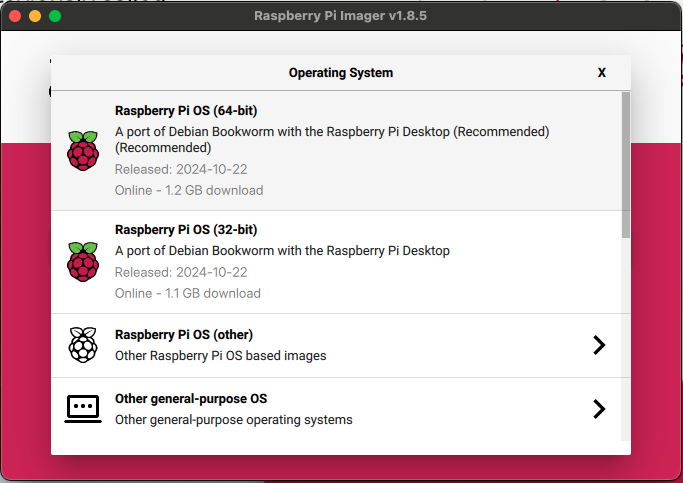 Raspberry Pi Imager v1.8.5
Operating System
X
Raspberry Pi OS (64-bit)
A port of Debian Bookworm with the Raspberry Pi Desktop (Recommended)
(Recommended)
Released: 2024-10-22
Online - 1.2 GB download
Raspberry Pi OS (32-bit)
A port of Debian Bookworm with the Raspberry Pi Desktop
Released: 2024-10-22
Online - 1.1 GB download
Raspberry Pi OS (other)
Other Raspberry Pi OS based images
Other general-purpose OS
Other general-purpose operating systems